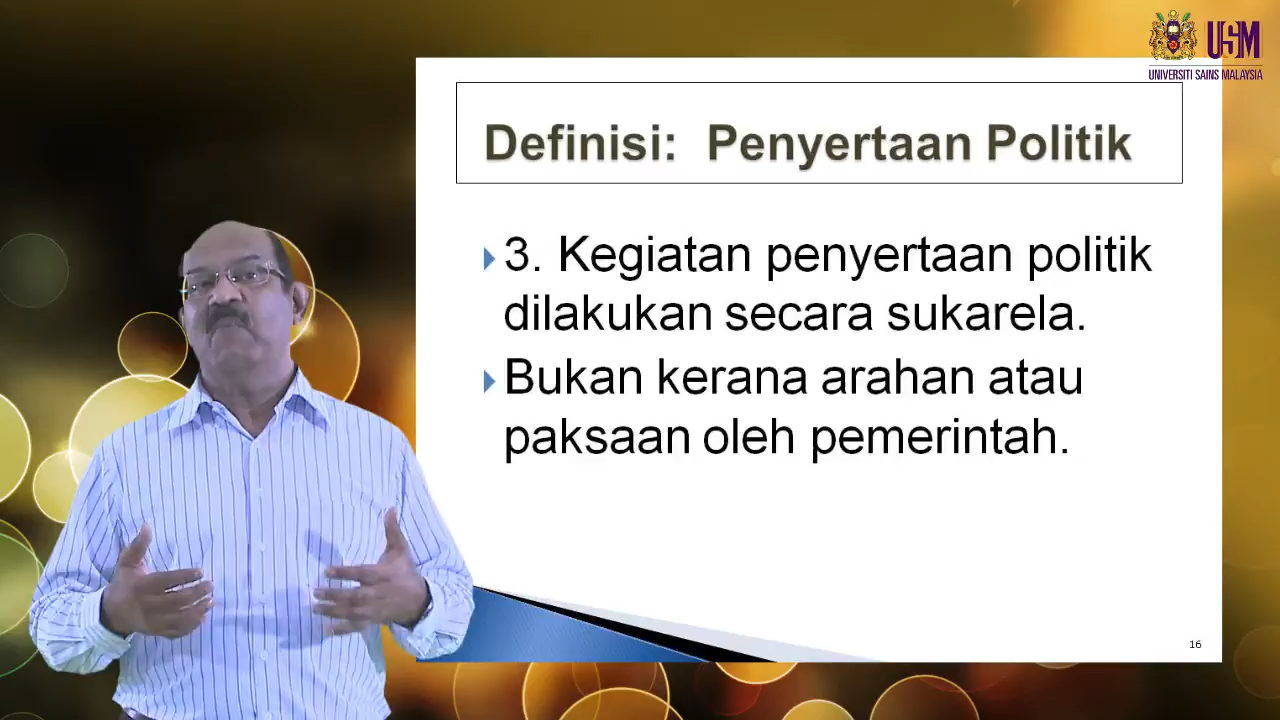 USM
UNIVERSITI SAINS MALAYSIA
Definisi: Penyertaan Politik
3. Kegiatan penyertaan politik
dilakukan secara sukarela.
Bukan kerana arahan atau
paksaan oleh pemerintah.
16